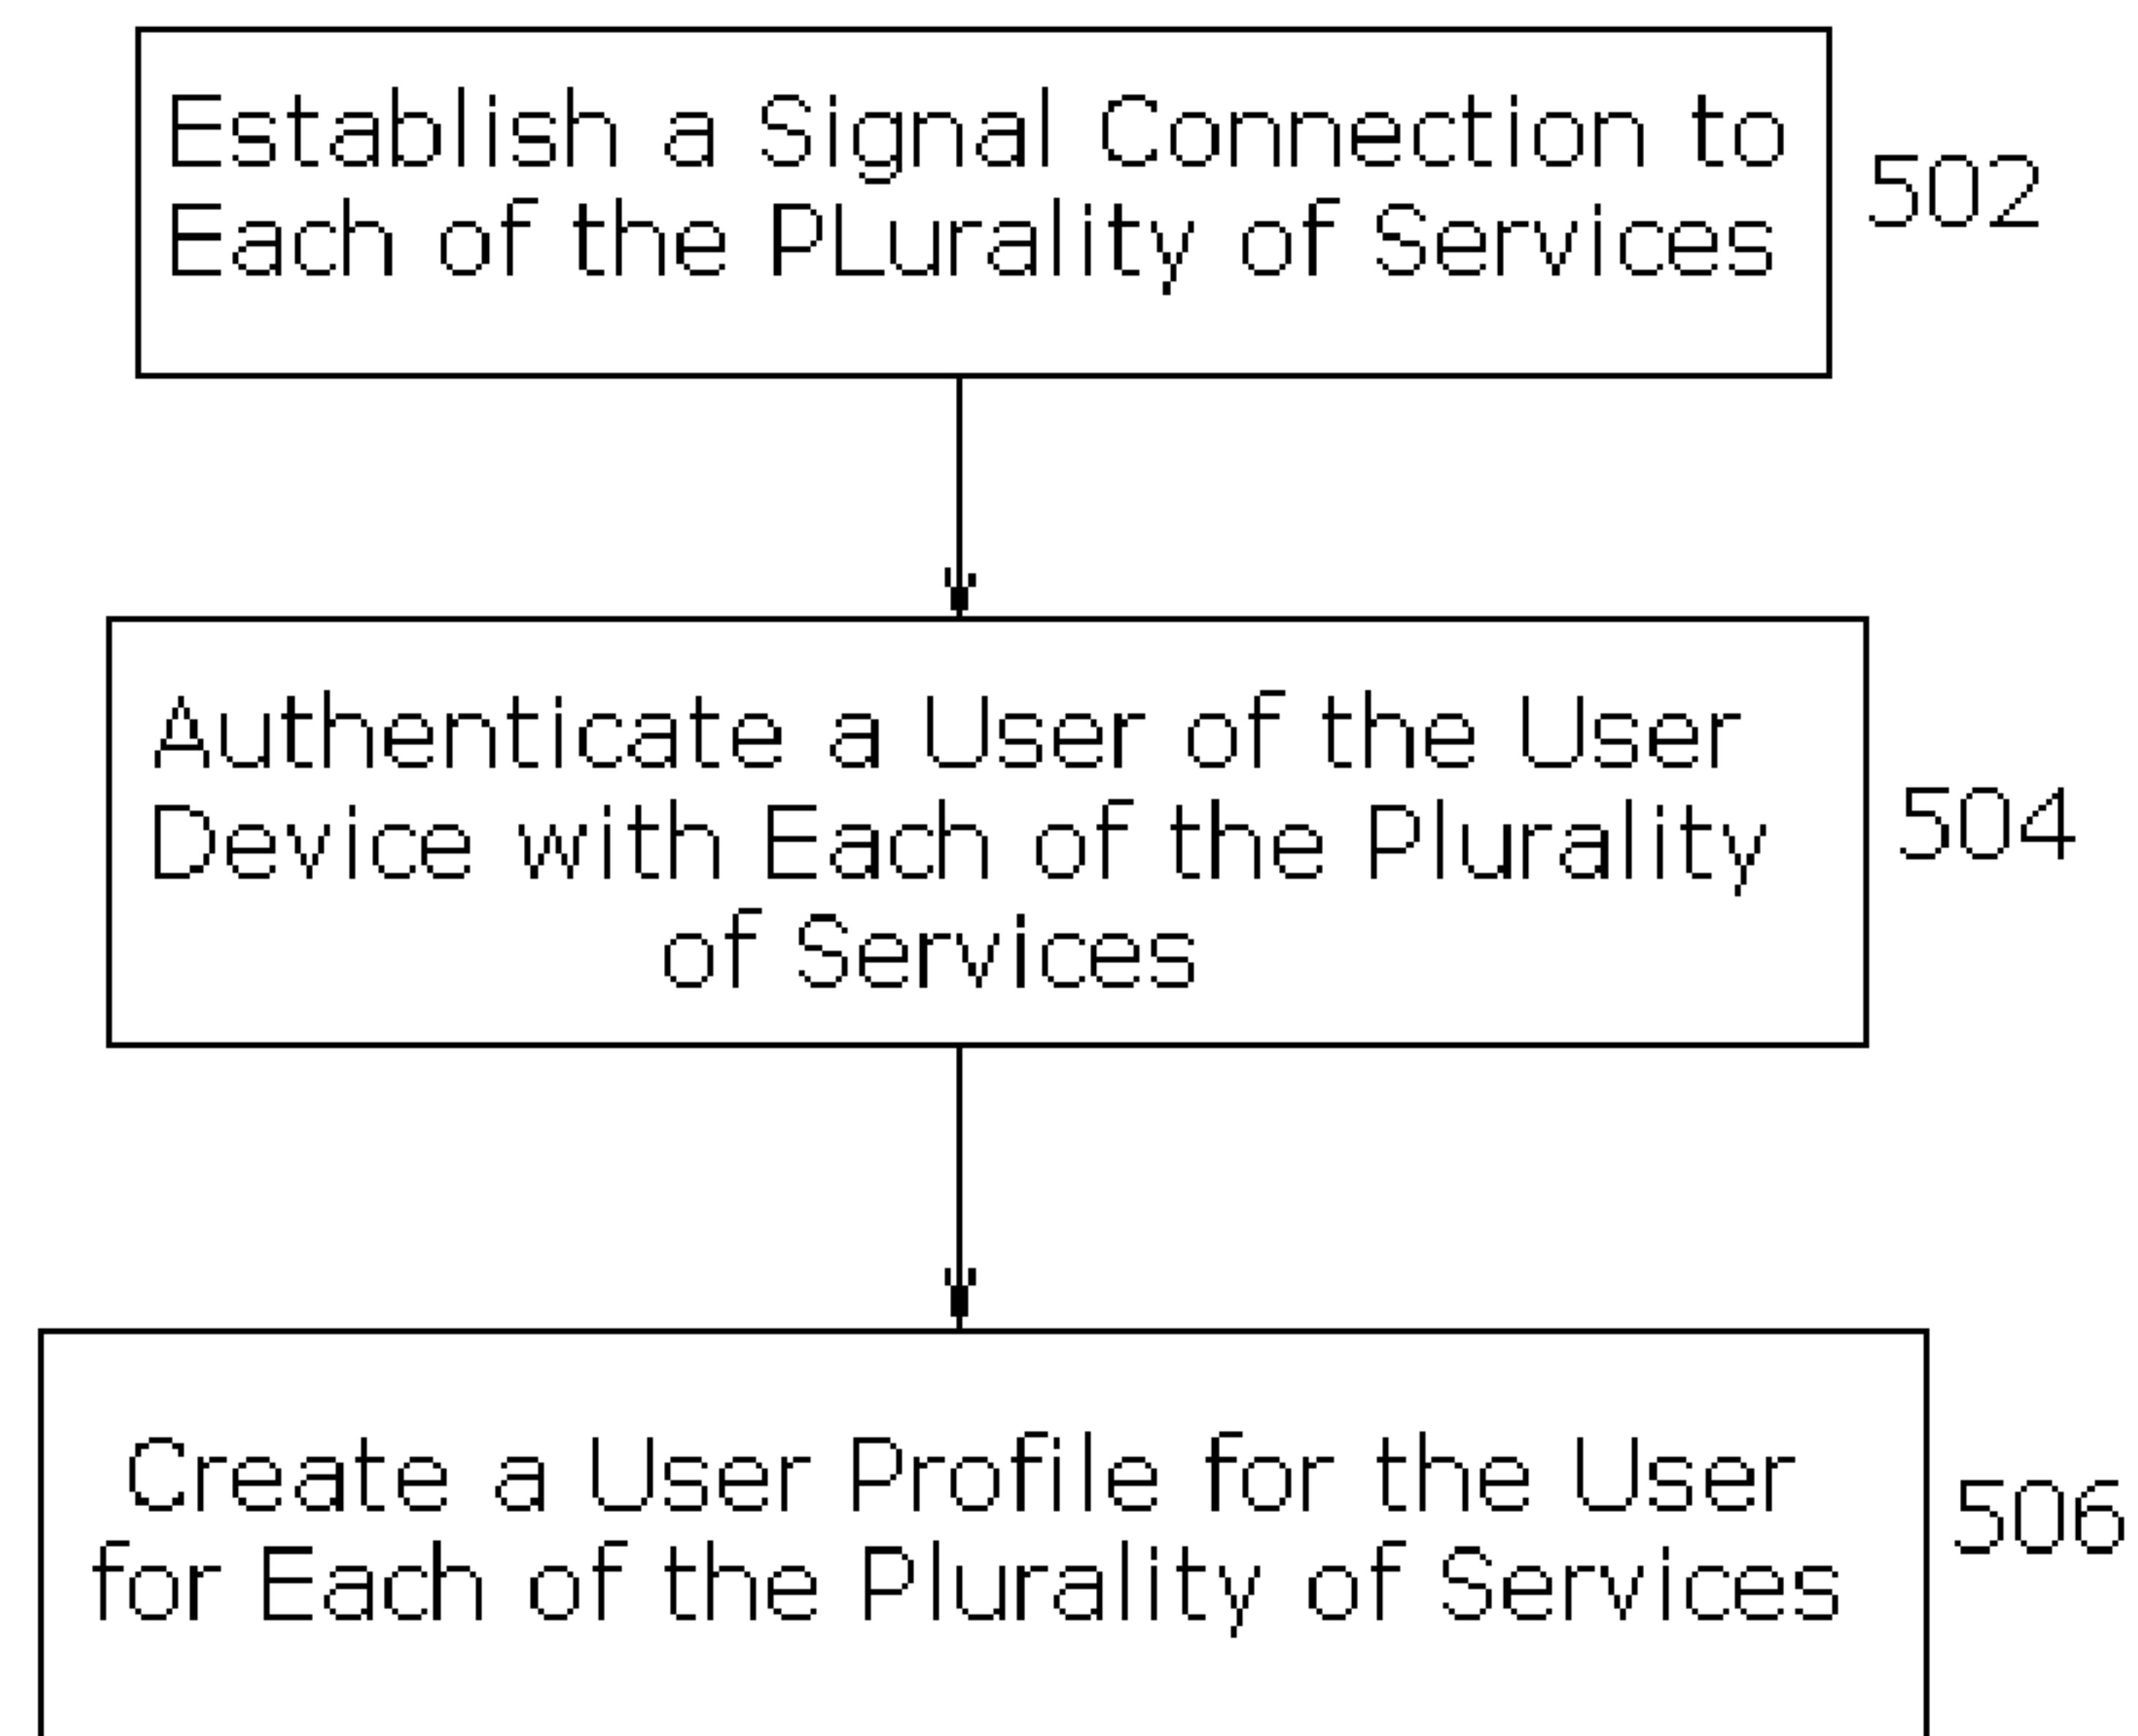 Establish a Signal Connection to
Each of the PLurality of Services
502
Authenticate a User of the User
Device with Each of the Plurality
of Services
504
Create a User Profile for the User
for Each of the Plurality of Services
506